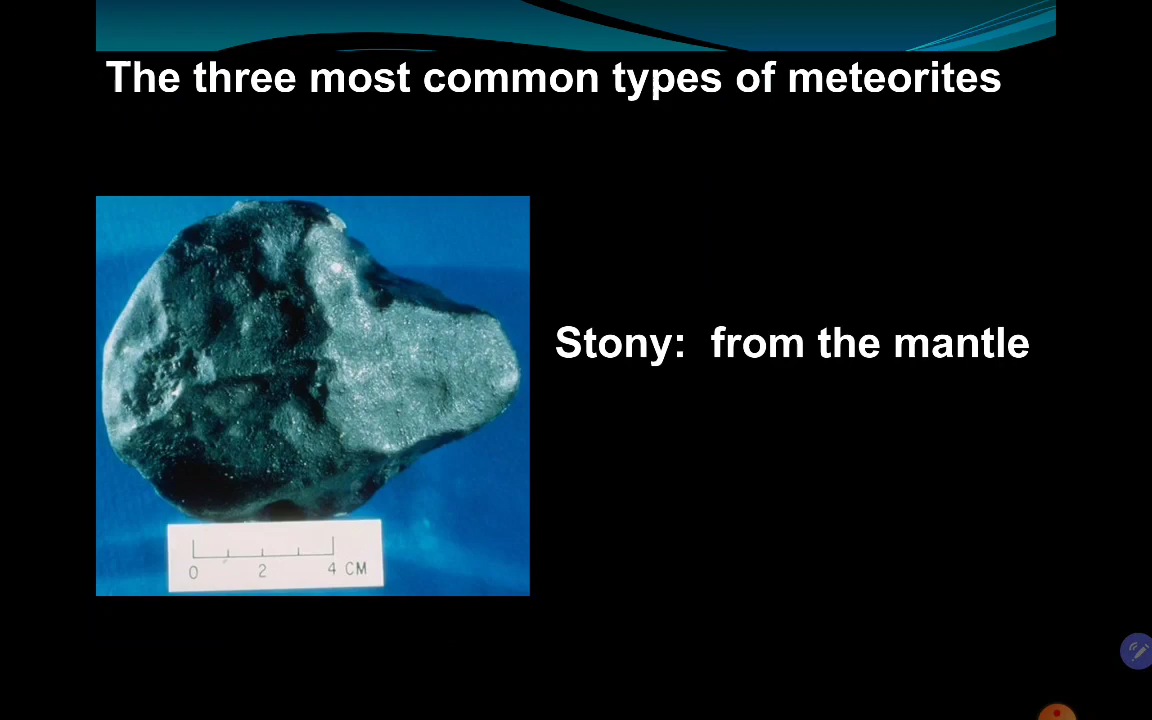 The three most common types of meteorites
Stony: from the mantle
0 2 4 CM